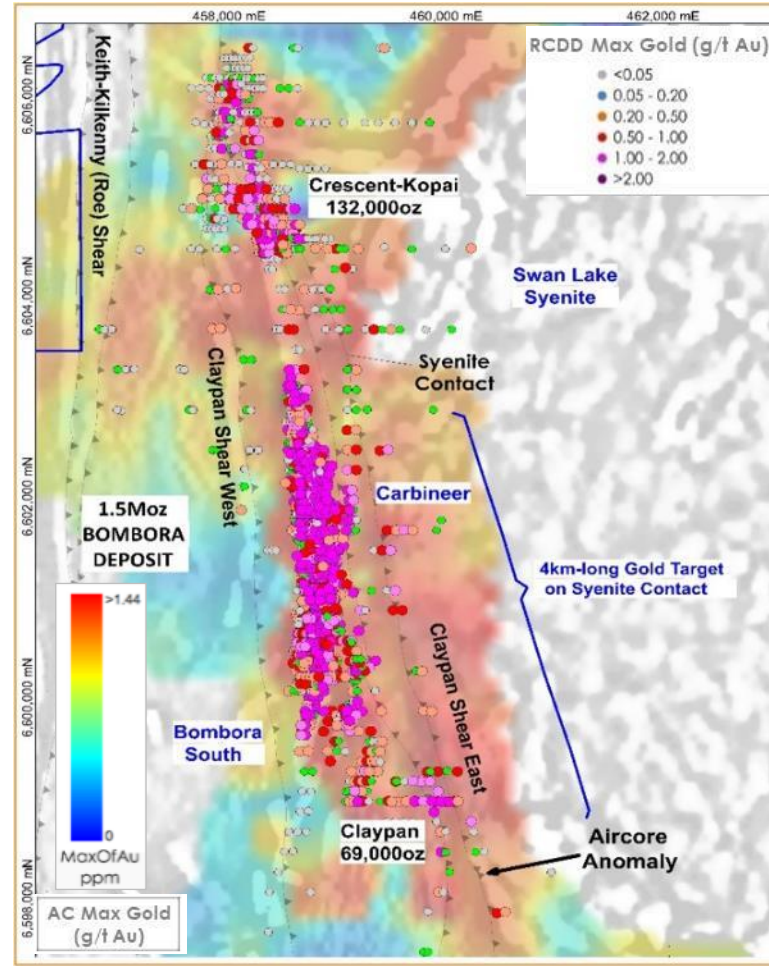 458,000 mE
460,000 mE
462,000 mE
6,606,000 mN
6,604,000 mN
6,602,000 mN
6,600,000 mN
6,598,000 mN
RCDD Max Gold (g/t Au)
<0.05
0.05 - 0.20
0.20 - 0.50
0.50 - 1.00
1.00 - 2.00
>2.00
Keith-Kilkenny (Roe) Shear
Crescent-Kopai
132,000oz
Swan Lake
Syenite
Syenite
Contact
Claypan Shear West
Carbineer
1.5Moz
BOMBORA
DEPOSIT
4km-long Gold Target
on Syenite Contact
>1.44
0
MaxOfAu
ppm
AC Max Gold
(g/t Au)
Claypan Shear East
Bombora
South
Claypan
69,000oz
Aircore
Anomaly